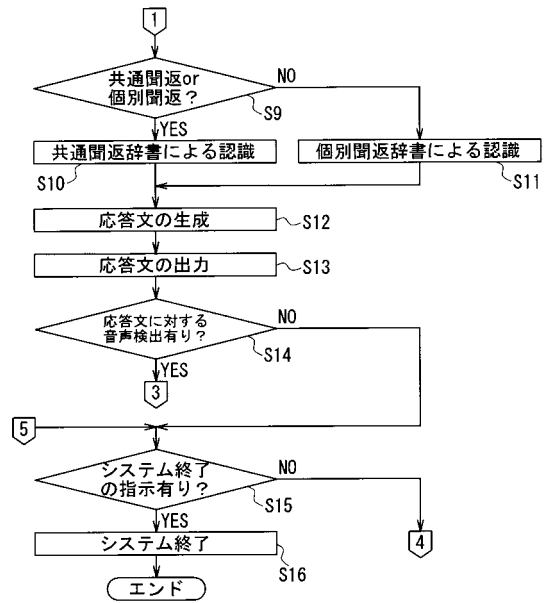 1
共通聞返or
個別聞返？
NO
S9
YES
共通聞返辞書による認識
個別聞返辞書による認識
S10
S11
応答文の生成
S12
応答文の出力
S13
応答文に対する
音声検出有り？
NO
S14
YES
3
5
システム終了
の指示有り？
NO
S15
YES
4
システム終了
S16
エンド